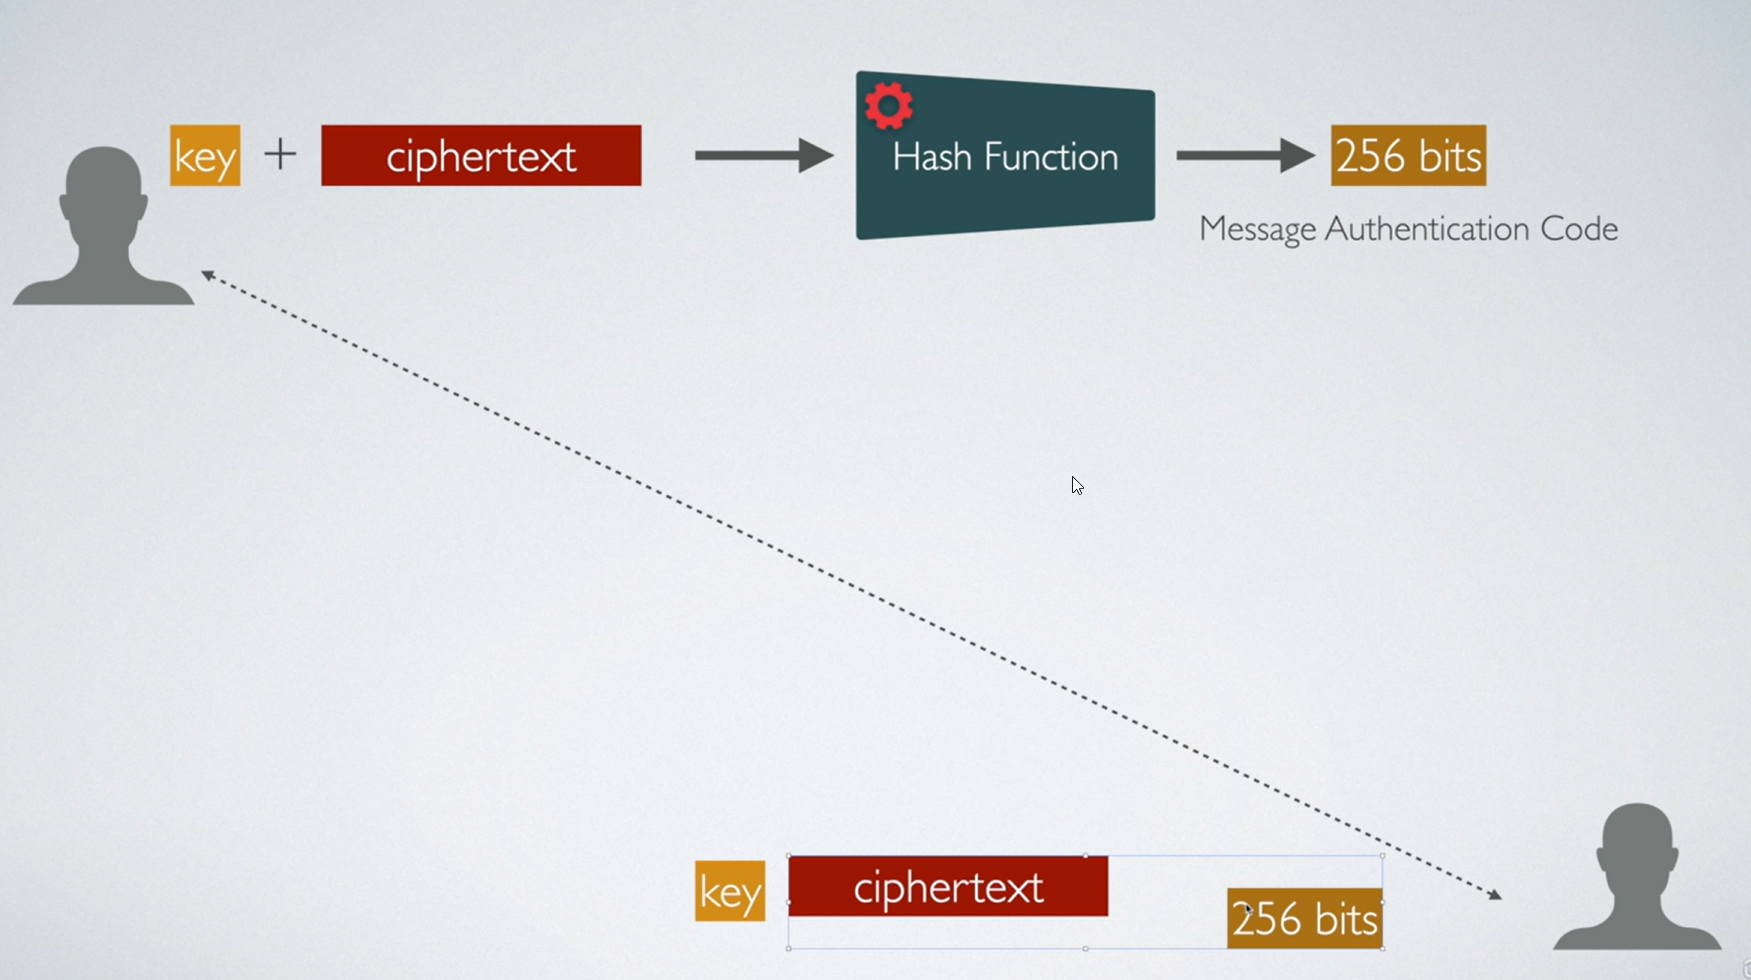 key + ciphertext
Hash Function
256 bits
Message Authentication Code
key
ciphertext
256 bits